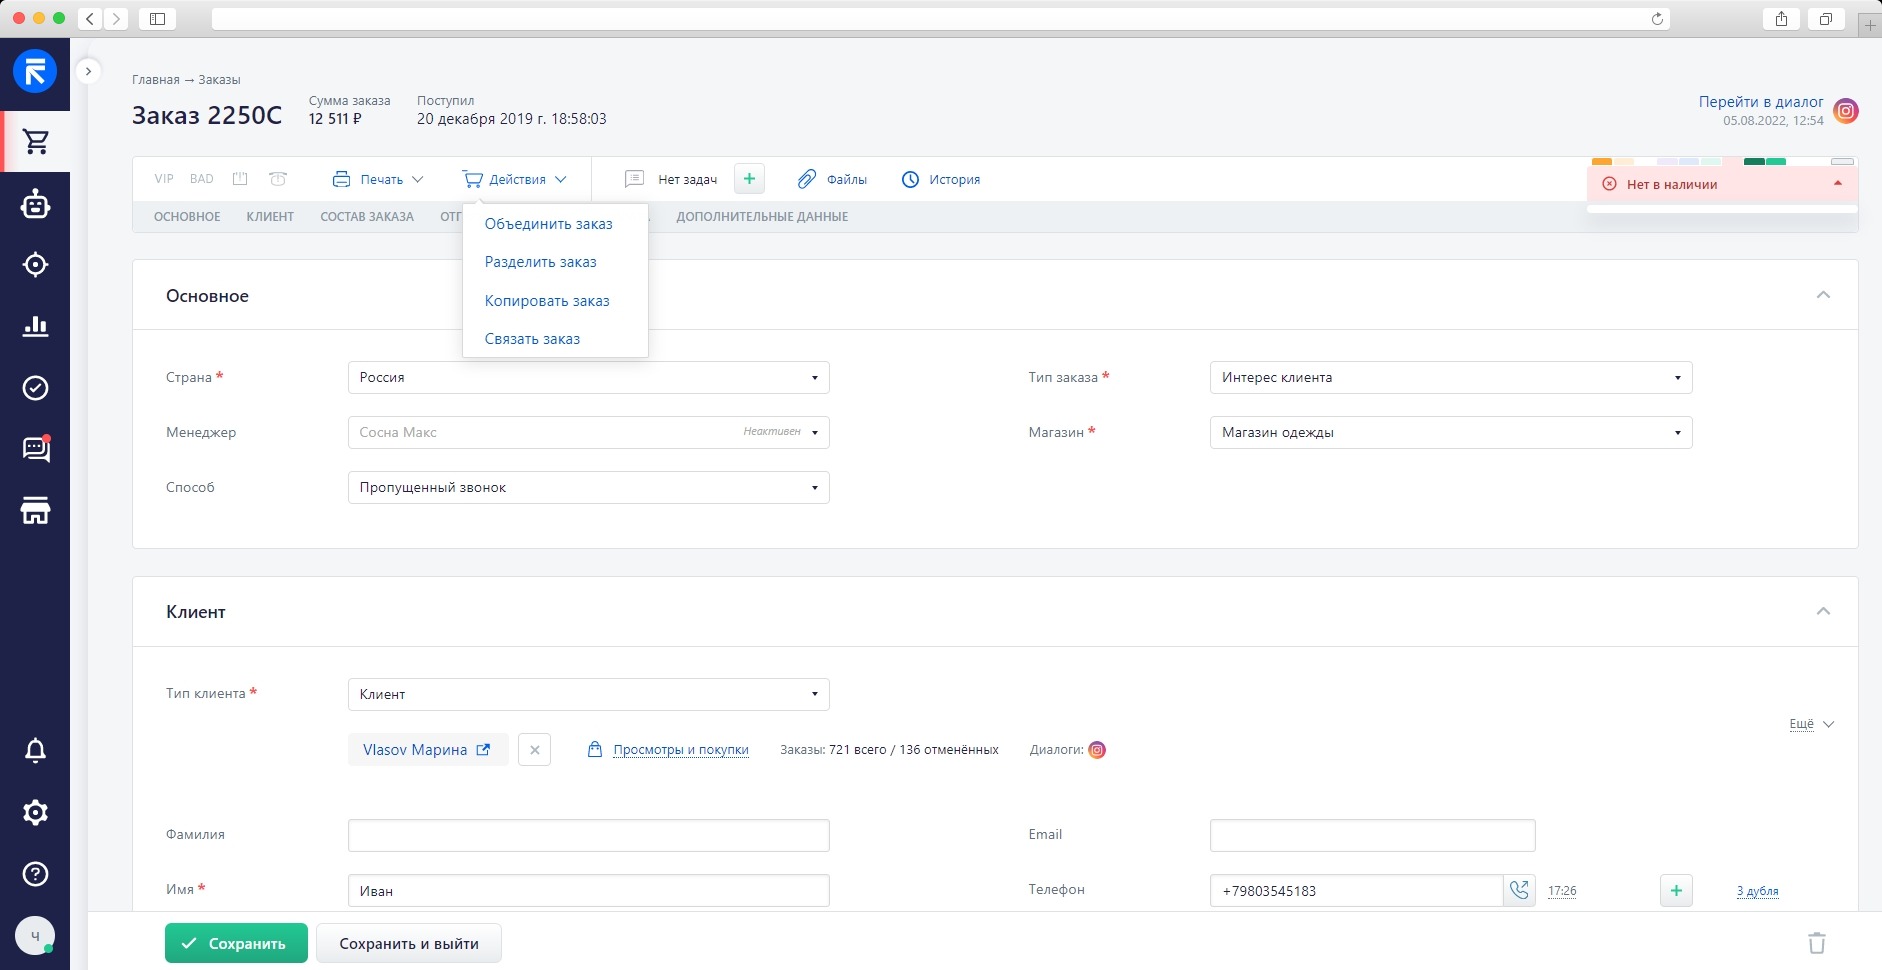 Главная → Заказы
Заказ 2250C
Сумма заказа
12 511 ₽
Поступил
20 декабря 2019 г. 18:58:03
Перейти в диалог
05.08.2022, 12:54
VIP BAD Печать Действия Нет задач + Файлы История
Нет в наличии
ОСНОВНОЕ КЛИЕНТ СОСТАВ ЗАКАЗА ДОПОЛНИТЕЛЬНЫЕ ДАННЫЕ
Объединить заказ
Разделить заказ
Копировать заказ
Связать заказ
Основное
Страна * Россия Тип заказа * Интерес клиента
Менеджер Сосна Макс Неактивен Магазин * Магазин одежды
Способ Пропущенный звонок
Клиент
Тип клиента * Клиент
Ещё
Vlasov Марина Просмотры и покупки Заказы: 721 всего / 136 отменённых Диалоги:
Фамилия Email
Имя * Иван Телефон +79803545183 17:26 + 3 дубля
Ч
Сохранить Сохранить и выйти